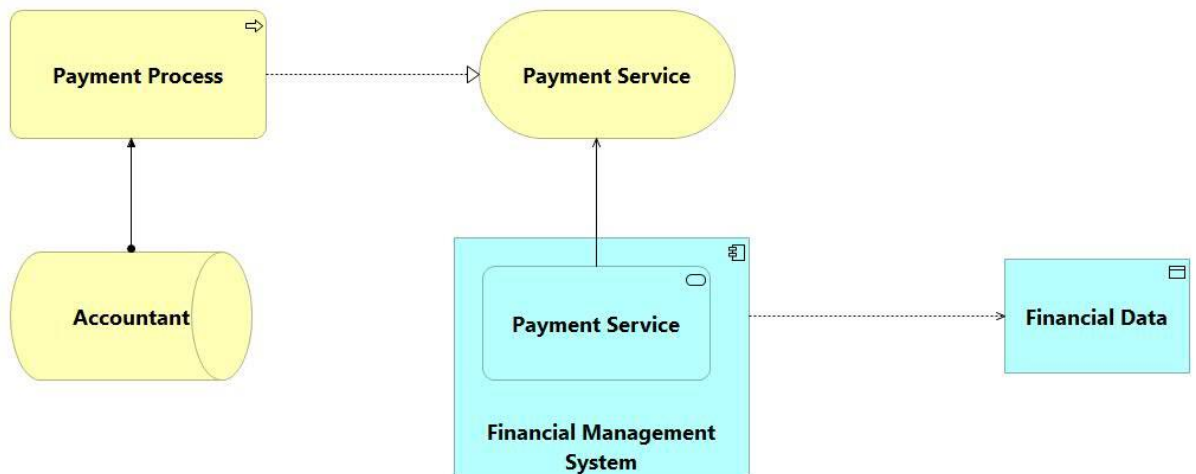 Payment Process
Payment Service
Accountant
Payment Service
Financial Data
Financial Management
System